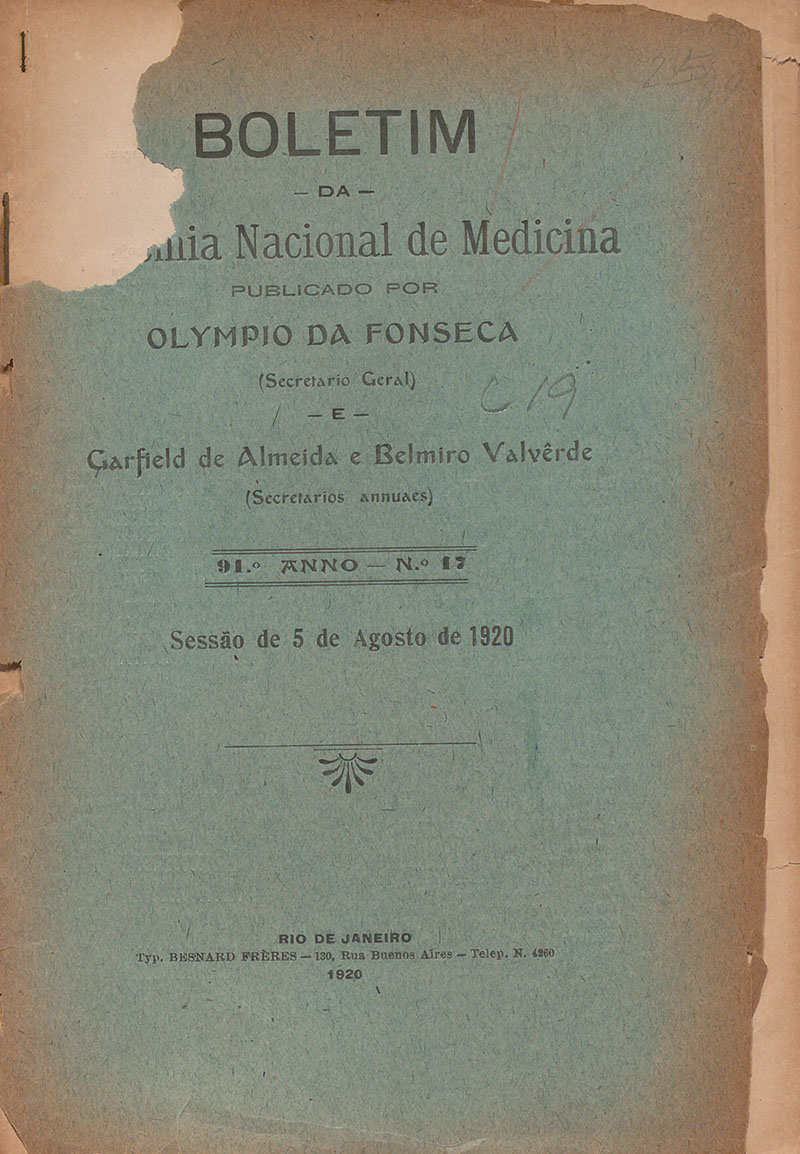 BOLETIM
— DA —
mia Nacional de Medicina
PUBLICADO POR
OLYMPIO DA FONSECA
(Secretario Geral)
C19
— E —
Garfield de Almeida e Belmiro Valvêrde
(Secretarios annuaes)
91.º ANNO — N.º 17
Sessão de 5 de Agosto de 1920
RIO DE JANEIRO
Typ. BESNARD FRÈRES — 130, Rua Buenos Aires — Telep. N. 4260
1920